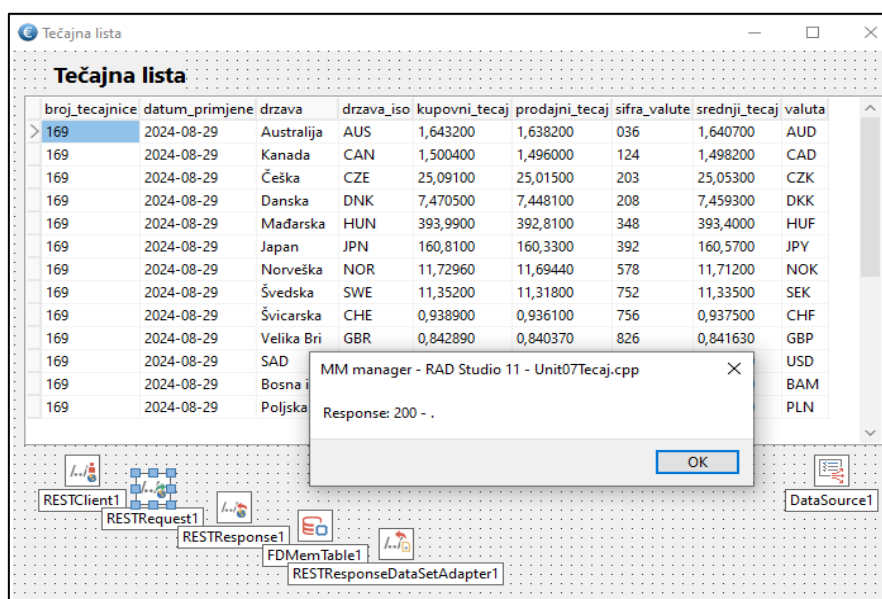 Tečajna lista
Tečajna lista
broj_tecajnice datum_primjene drzava drzava_iso kupovni_tecaj prodajni_tecaj sifra_valute srednji_tecaj valuta
169 2024-08-29 Australija AUS 1,643200 1,638200 036 1,640700 AUD
169 2024-08-29 Kanada CAN 1,500400 1,496000 124 1,498200 CAD
169 2024-08-29 Češka CZE 25,09100 25,01500 203 25,05300 CZK
169 2024-08-29 Danska DNK 7,470500 7,448100 208 7,459300 DKK
169 2024-08-29 Mađarska HUN 393,9900 392,8100 348 393,4000 HUF
169 2024-08-29 Japan JPN 160,8100 160,3300 392 160,5700 JPY
169 2024-08-29 Norveška NOR 11,72960 11,69440 578 11,71200 NOK
169 2024-08-29 Švedska SWE 11,35200 11,31800 752 11,33500 SEK
169 2024-08-29 Švicarska CHE 0,938900 0,936100 756 0,937500 CHF
169 2024-08-29 Velika Bri GBR 0,842890 0,840370 826 0,841630 GBP
169 2024-08-29 SAD USD
169 2024-08-29 Bosna i BAM
169 2024-08-29 Poljska PLN
MM manager - RAD Studio 11 - Unit07Tecaj.cpp
Response: 200 - .
OK
RESTClient1
RESTRequest1
RESTResponse1
FDMemTable1
RESTResponseDataSetAdapter1
DataSource1